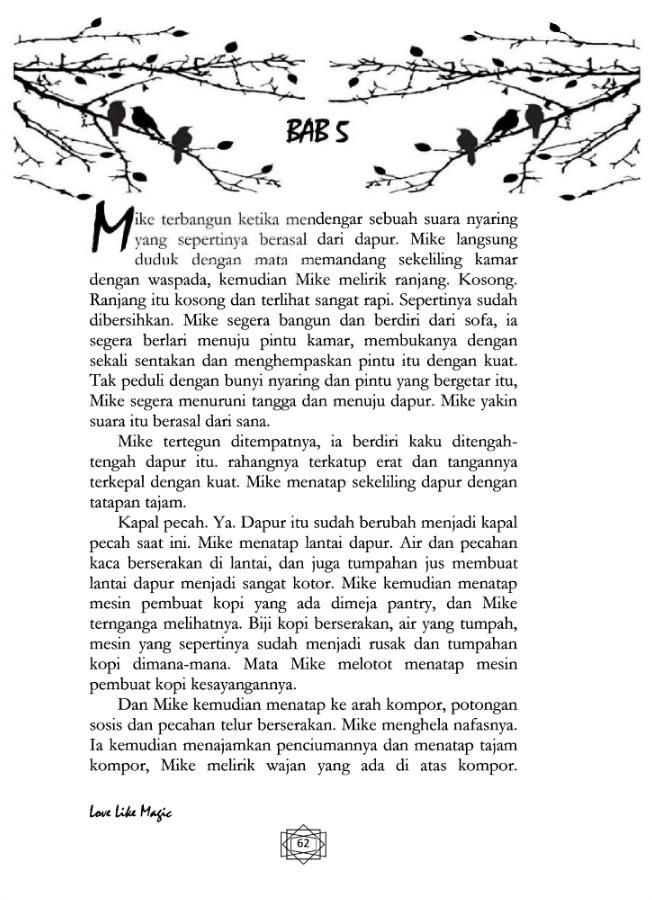 BAB 5
Mike terbangun ketika mendengar sebuah suara nyaring
yang sepertinya berasal dari dapur. Mike langsung
duduk dengan mata memandang sekeliling kamar
dengan waspada, kemudian Mike melirik ranjang. Kosong.
Ranjang itu kosong dan terlihat sangat rapi. Sepertinya sudah
dibersihkan. Mike segera bangun dan berdiri dari sofa, ia
segera berlari menuju pintu kamar, membukanya dengan
sekali sentakan dan menghempaskan pintu itu dengan kuat.
Tak peduli dengan bunyi nyaring dan pintu yang bergetar itu,
Mike segera menuruni tangga dan menuju dapur. Mike yakin
suara itu berasal dari sana.
Mike tertegun ditempatnya, ia berdiri kaku ditengah-
tengah dapur itu. rahangnya terkatup erat dan tangannya
terkepal dengan kuat. Mike menatap sekeliling dapur dengan
tatapan tajam.
Kapal pecah. Ya. Dapur itu sudah berubah menjadi kapal
pecah saat ini. Mike menatap lantai dapur. Air dan pecahan
kaca berserakan di lantai, dan juga tumpahan jus membuat
lantai dapur menjadi sangat kotor. Mike kemudian menatap
mesin pembuat kopi yang ada dimeja pantry, dan Mike
ternganga melihatnya. Biji kopi berserakan, air yang tumpah,
mesin yang sepertinya sudah menjadi rusak dan tumpahan
kopi dimana-mana. Mata Mike melotot menatap mesin
pembuat kopi kesayangannya.
Dan Mike kemudian menatap ke arah kompor, potongan
sosis dan pecahan telur berserakan. Mike menghela nafasnya.
Ia kemudian menajamkan penciumannya dan menatap tajam
kompor, Mike melirik wajan yang ada di atas kompor.
Love Like Magic
62